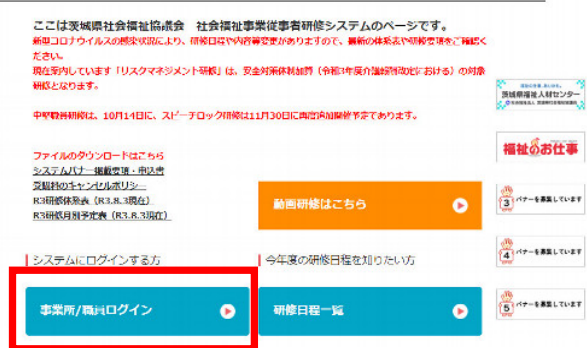 ここは茨城県社会福祉協議会 社会福祉事業従事者研修システムのページです。
新型コロナウイルスの感染状況により、研修日程や内容等変更がありますので、最新の体系表や研修要項をご確認く
ださい。
現在案内しています「リスクマネジメント研修」は、安全対策体制加算（令和3年度介護報酬改定における）の対象
研修となります。
中堅職員研修は、10月14日に、スピーチロック研修は11月30日に再度追加開催予定であります。
ファイルのダウンロードはこちら
システムバナー掲載要項・申込書
受講料のキャンセルポリシー
R3研修体系表（R3.8.3現在）
R3研修月別予定表（R3.8.3現在）
動画研修はこちら
システムにログインする方
今年度の研修日程を知りたい方
事業所/職員ログイン
研修日程一覧
茨城県福祉人材センター
福祉のお仕事
3 バナーを募集しています
4 バナーを募集しています
5 バナーを募集しています